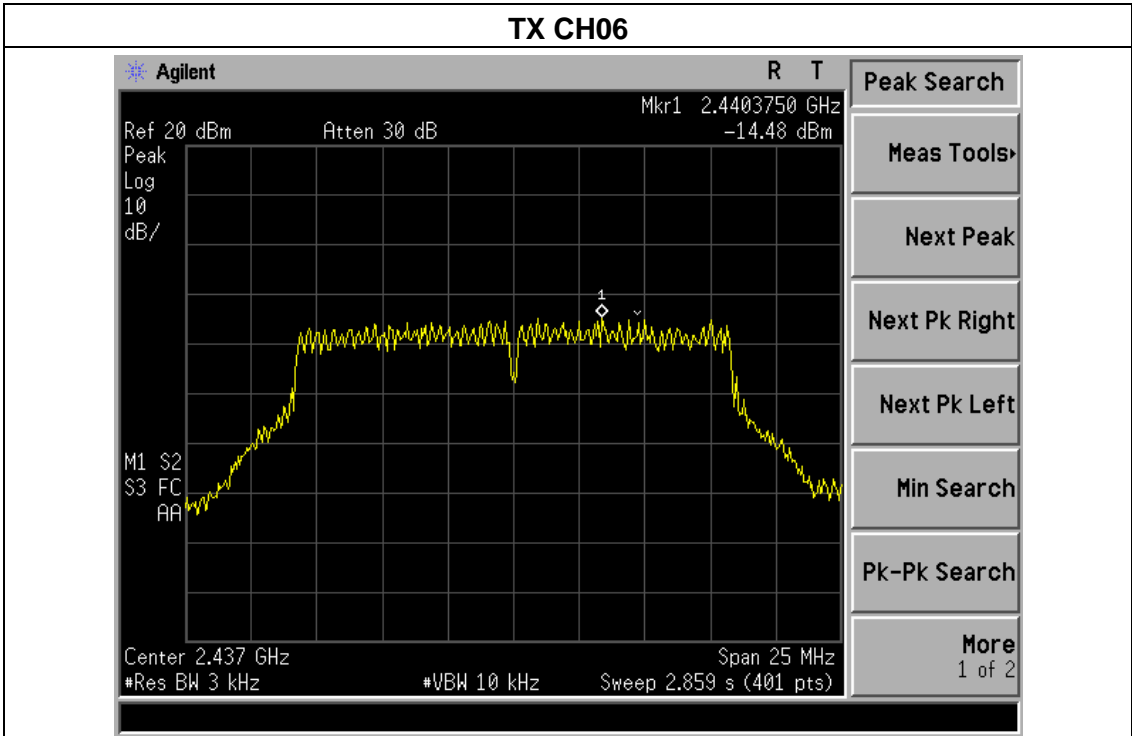 TX CH06
Agilent
R T
Peak Search
Mkr1 2.4403750 GHz
Ref 20 dBm Atten 30 dB -14.48 dBm
Peak
Log
10
dB/
1
M1 S2
S3 FC
AA
Center 2.437 GHz Span 25 MHz
#Res BW 3 kHz #VBW 10 kHz Sweep 2.859 s (401 pts)
Meas Tools
Next Peak
Next Pk Right
Next Pk Left
Min Search
Pk-Pk Search
More
1 of 2